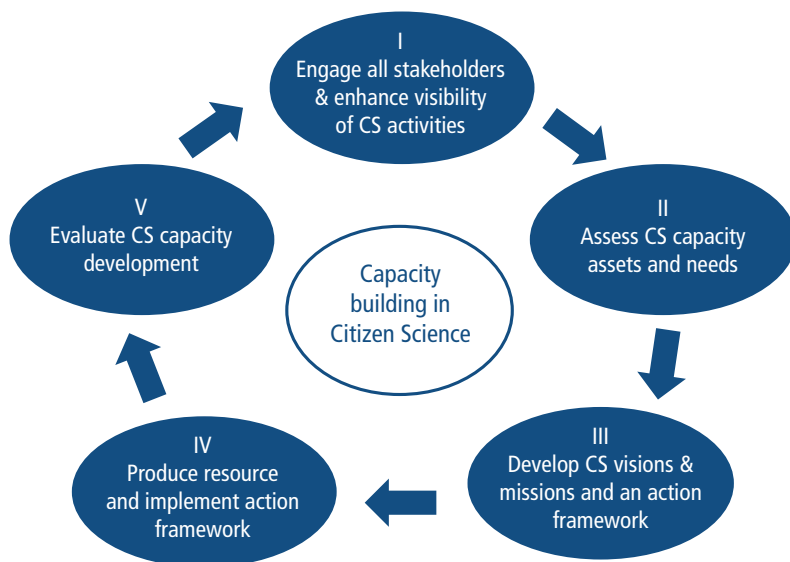 I
Engage all stakeholders
& enhance visibility
of CS activities
II
Assess CS capacity
assets and needs
III
Develop CS visions &
missions and an action
framework
IV
Produce resource
and implement action
framework
V
Evaluate CS capacity
development
Capacity
building in
Citizen Science